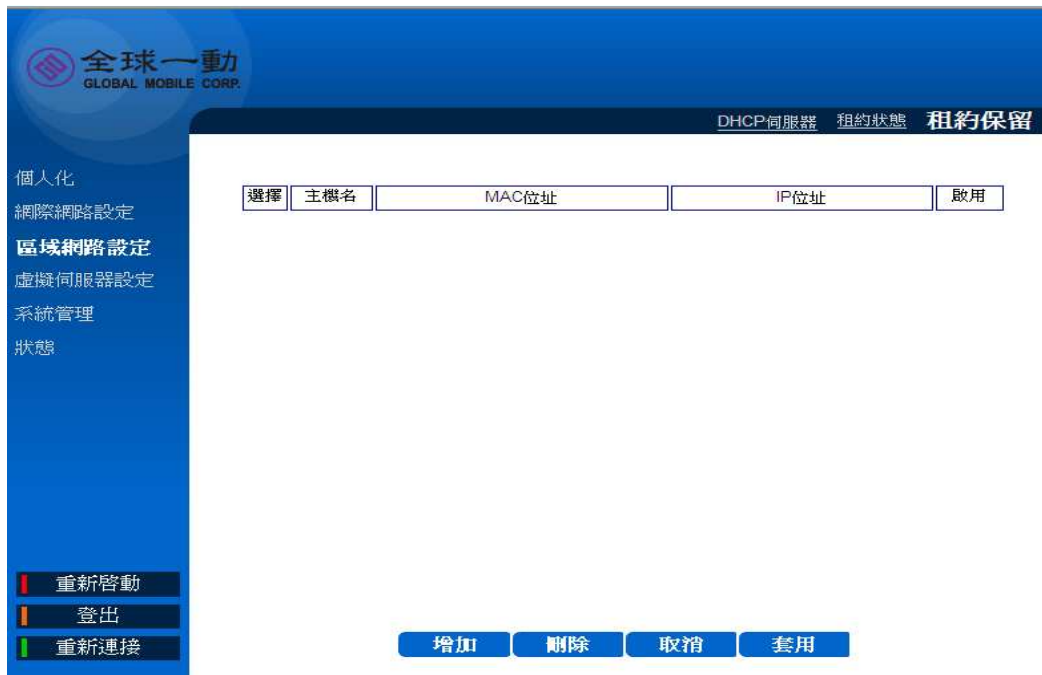 全球一動
GLOBAL MOBILE CORP.
DHCP伺服器 租約狀態 租約保留
個人化
網際網路設定
區域網路設定
虛擬伺服器設定
系統管理
狀態
選擇 主機名 MAC位址 IP位址 啟用
重新啓動
登出
重新連接
增加 刪除 取消 套用